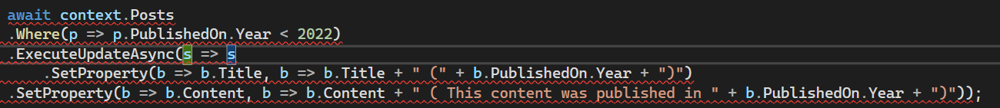 await context.Posts
.Where(p => p.PublishedOn.Year < 2022)
.ExecuteUpdateAsync(s => s
.SetProperty(b => b.Title, b => b.Title + " (" + b.PublishedOn.Year + ")")
.SetProperty(b => b.Content, b => b.Content + " ( This content was published in " + b.PublishedOn.Year + ")"));